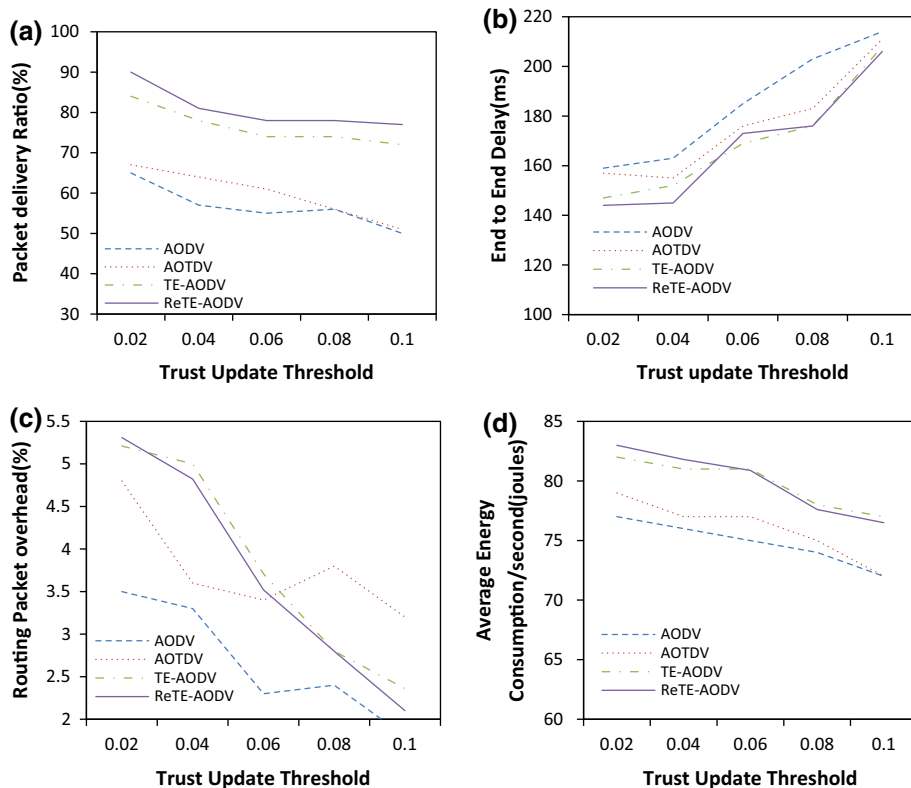 (a)
Packet delivery Ratio(%)
100
90
80
70
60
50
40
30
AODV
AOTDV
TE-AODV
ReTE-AODV
0.02 0.04 0.06 0.08 0.1
Trust Update Threshold
(b)
End to End Delay(ms)
220
200
180
160
140
120
100
AODV
AOTDV
TE-AODV
ReTE-AODV
0.02 0.04 0.06 0.08 0.1
Trust update Threshold
(c)
Routing Packet overhead(%)
5.5
5
4.5
4
3.5
3
2.5
2
AODV
AOTDV
TE-AODV
ReTE-AODV
0.02 0.04 0.06 0.08 0.1
Trust Update Threshold
(d)
Average Energy
Consumption/second(joules)
85
80
75
70
65
60
AODV
AOTDV
TE-AODV
ReTE-AODV
0.02 0.04 0.06 0.08 0.1
Trust Update Threshold